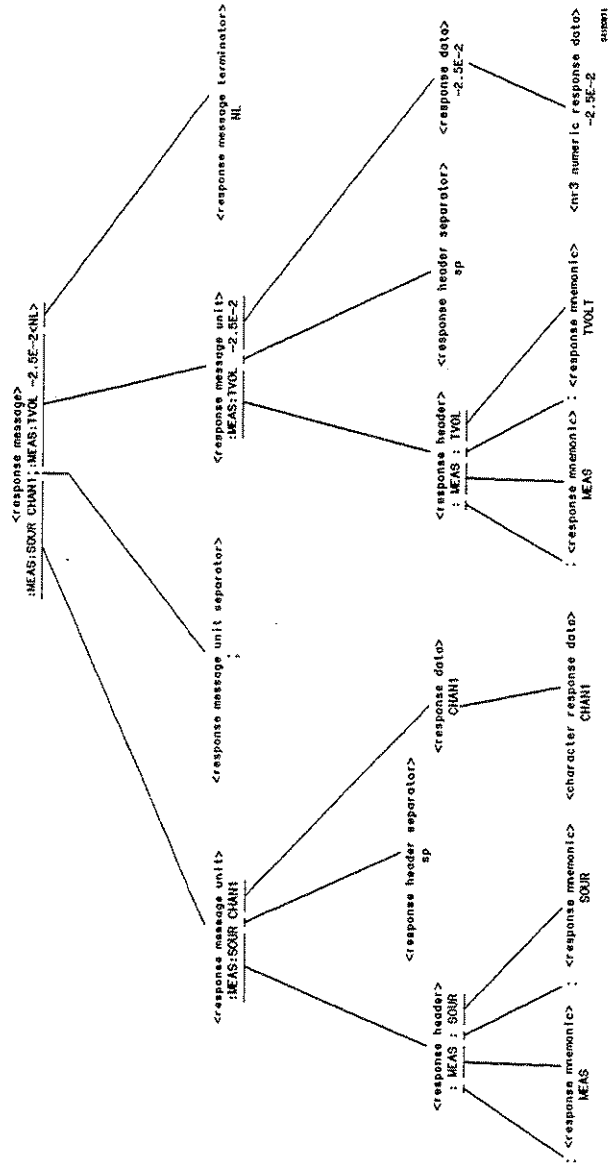 <response message>
:MEAS:SOUR CHAN1;:MEAS:TVOL -2.5E-2<NL>
<response message unit>
:MEAS:SOUR CHAN1
<response message unit separator>
;
<response message unit>
:MEAS:TVOL -2.5E-2
<response message terminator>
NL
<response header>
: MEAS : SOUR
<response header separator>
sp
<response data>
CHAN1
<response header>
: MEAS : TVOL
<response header separator>
sp
<response data>
-2.5E-2
: <response mnemonic> : <response mnemonic>
MEAS SOUR
<character response data>
CHAN1
: <response mnemonic> : <response mnemonic>
MEAS TVOLT
<nr3 numeric response data>
-2.5E-2